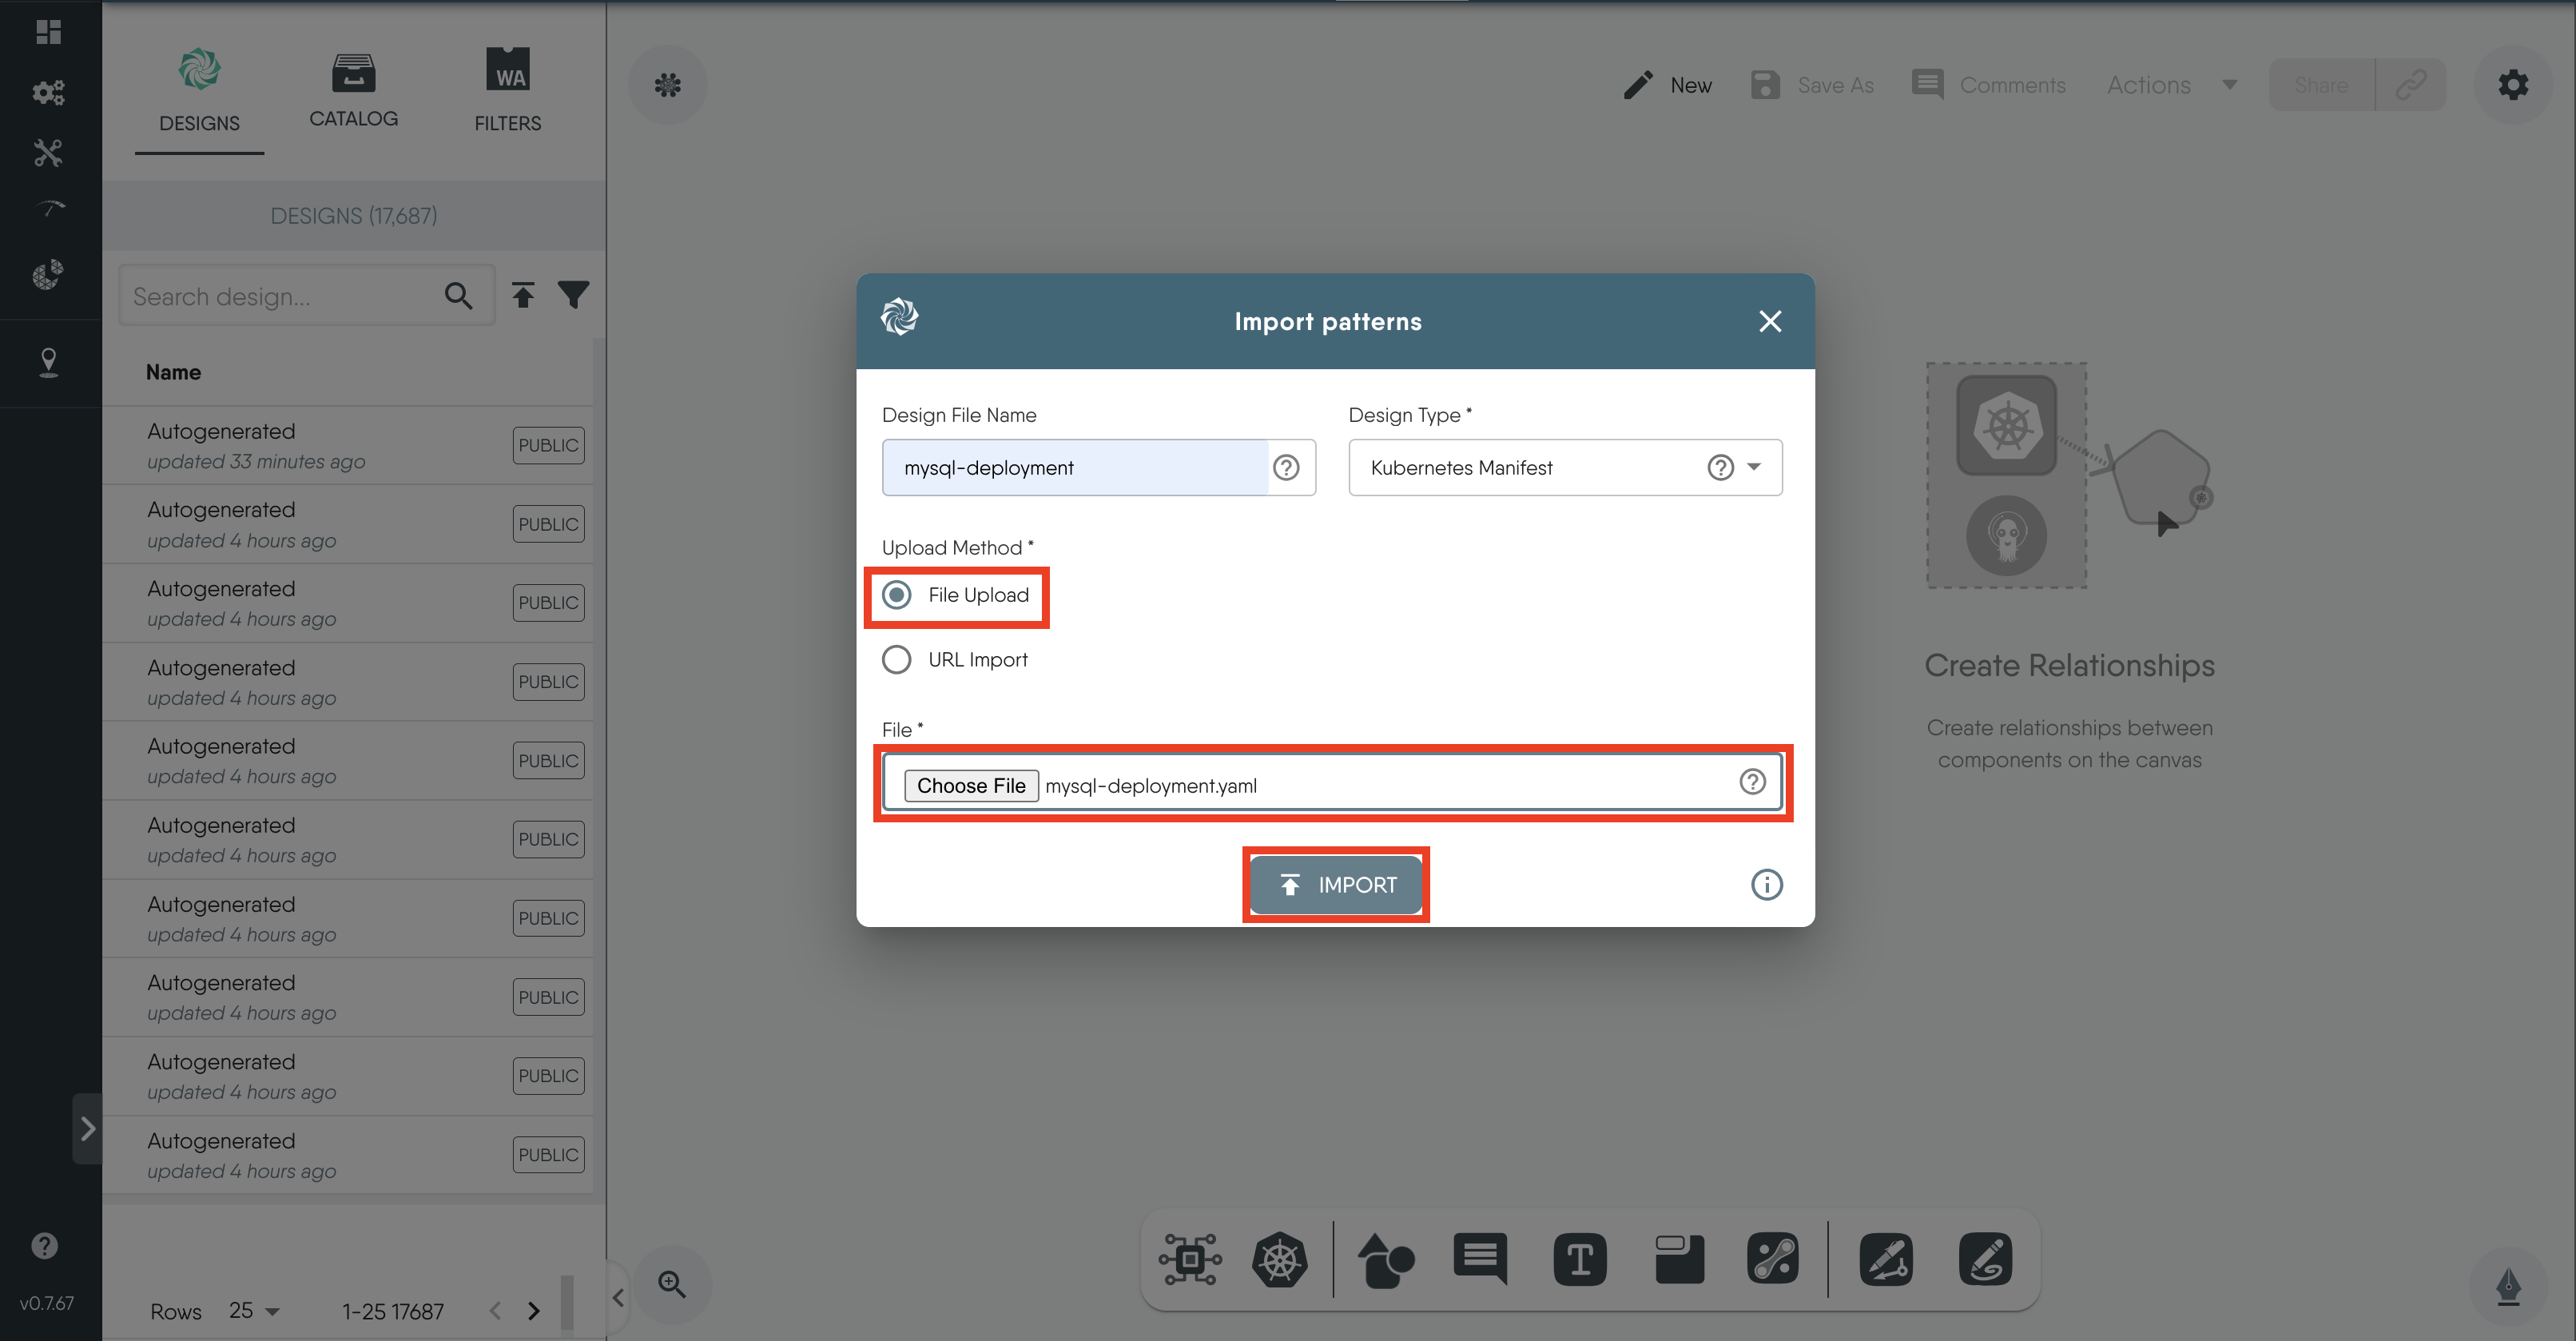 DESIGNS
CATALOG
WA
FILTERS
DESIGNS (17,687)
Search design...
Name
Autogenerated
updated 33 minutes ago
PUBLIC
Autogenerated
updated 4 hours ago
PUBLIC
Autogenerated
updated 4 hours ago
PUBLIC
Autogenerated
updated 4 hours ago
PUBLIC
Autogenerated
updated 4 hours ago
PUBLIC
Autogenerated
updated 4 hours ago
PUBLIC
Autogenerated
updated 4 hours ago
PUBLIC
Autogenerated
updated 4 hours ago
PUBLIC
Autogenerated
updated 4 hours ago
PUBLIC
Autogenerated
updated 4 hours ago
PUBLIC
Rows 25 1-25 17687
v0.7.67
New
Save As
Comments
Actions
Share
Import patterns
Design File Name
mysql-deployment
Design Type *
Kubernetes Manifest
Upload Method *
File Upload
URL Import
File *
Choose File mysql-deployment.yaml
IMPORT
Create Relationships
Create relationships between
components on the canvas
T